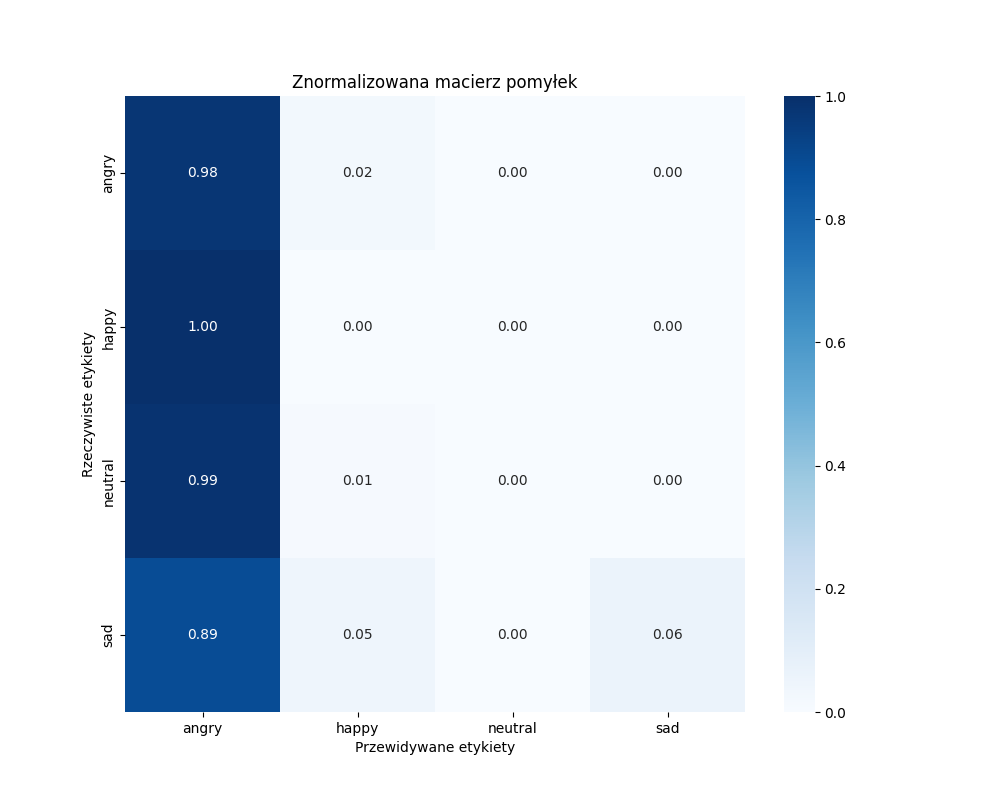 Znormalizowana macierz pomyłek
1.0
angry
0.98
0.02
0.00
0.00
0.8
happy
1.00
0.00
0.00
0.00
0.6
Rzeczywiste etykiety
0.4
neutral
0.99
0.01
0.00
0.00
0.2
sad
0.89
0.05
0.00
0.06
0.0
angry
happy
neutral
sad
Przewidywane etykiety